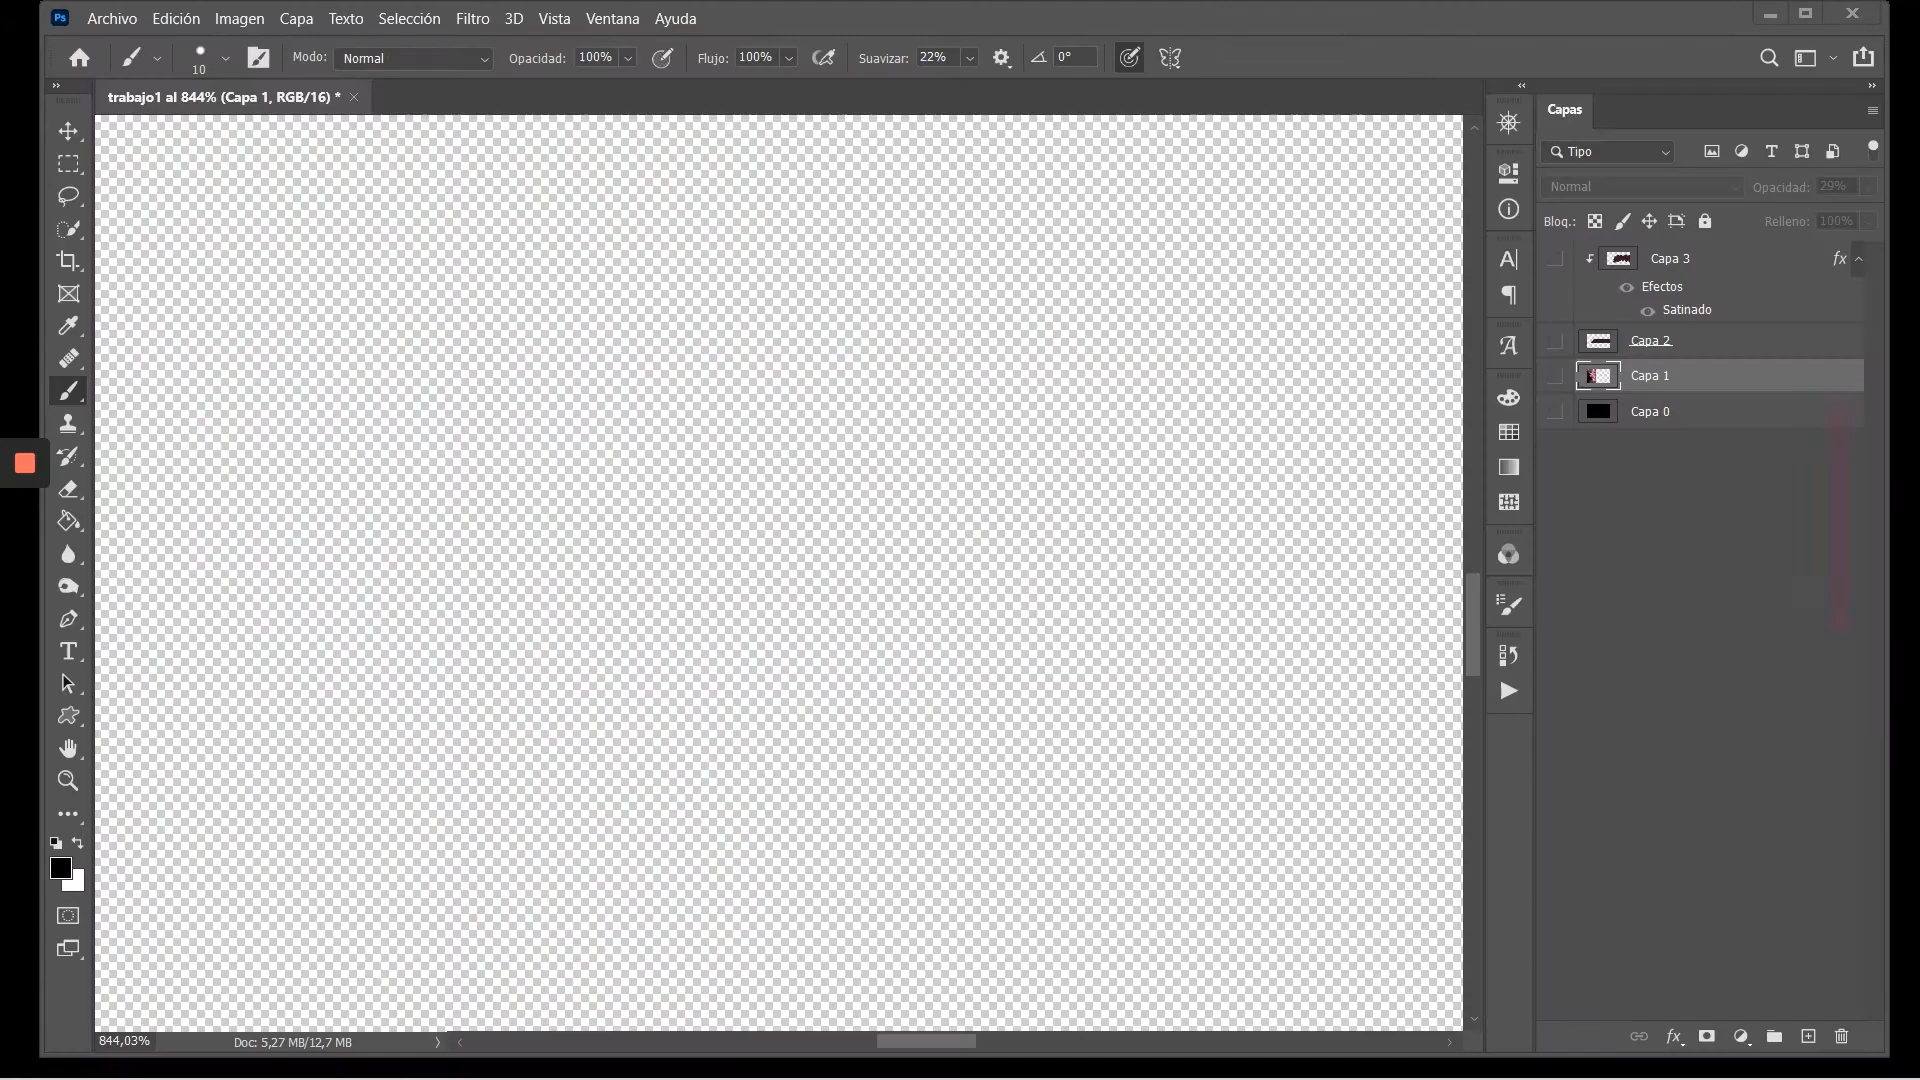 Ps Archivo Edición Imagen Capa Texto Selección Filtro 3D Vista Ventana Ayuda
10 Modo: Normal Opacidad: 100% Flujo: 100% Suavizar: 22% 0°
trabajo1 al 844% (Capa 1, RGB/16) *
Capas
Tipo
Normal Opacidad: 29%
Bloq.: Relleno: 100%
Capa 3 fx
Efectos
Satinado
Capa 2
Capa 1
Capa 0
844,03% Doc: 5,27 MB/12,7 MB
fx